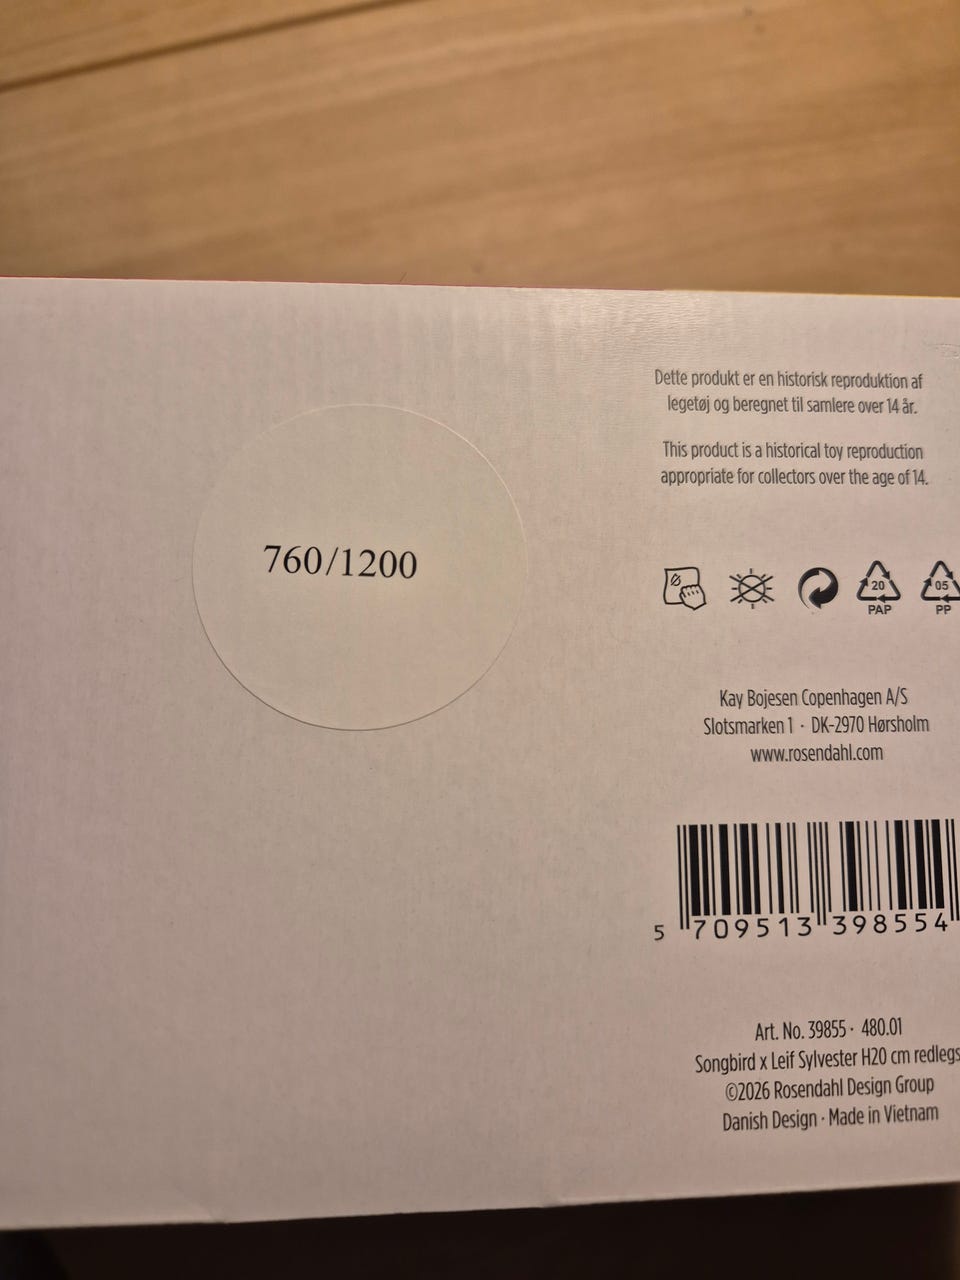 Dette produkt er en historisk reproduktion af
legetøj og beregnet til samlere over 14 år.
This product is a historical toy reproduction
appropriate for collectors over the age of 14.
760/1200
20
PAP
05
PP
Kay Bojesen Copenhagen A/S
Slotsmarken 1 · DK-2970 Hørsholm
www.rosendahl.com
5 709513 398554
Art. No. 39855 · 480.01
Songbird x Leif Sylvester H20 cm redlegs
©2026 Rosendahl Design Group
Danish Design · Made in Vietnam